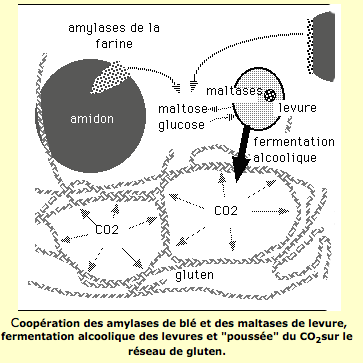 amylases de la
farine
maltases
amidon
maltose
levure
glucose
fermentation
alcoolique
CO2
CO2
gluten
Coopération des amylases de blé et des maltases de levure,
fermentation alcoolique des levures et "poussée" du CO2sur le
réseau de gluten.